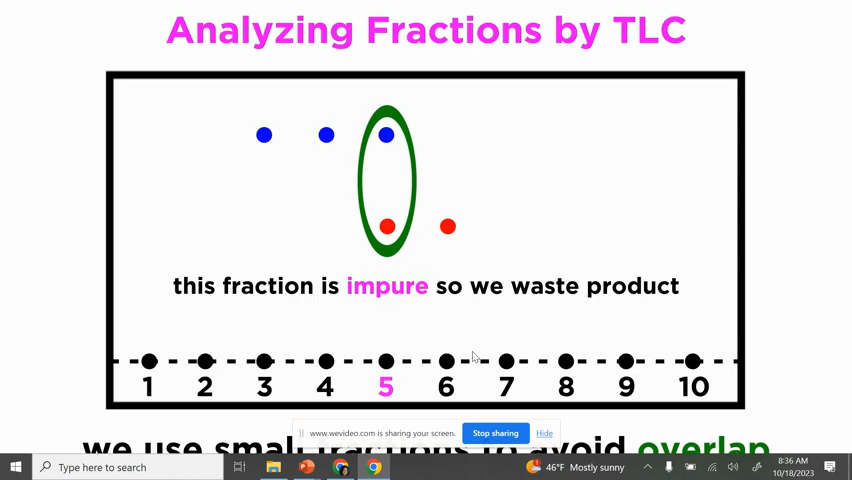 Analyzing Fractions by TLC
this fraction is impure so we waste product
1 2 3 4 5 6 7 8 9 10
www.wevideo.com is sharing your screen. Stop sharing Hide
we use small fractions to avoid overlap
Type here to search
46°F Mostly sunny
8:36 AM
10/18/2023